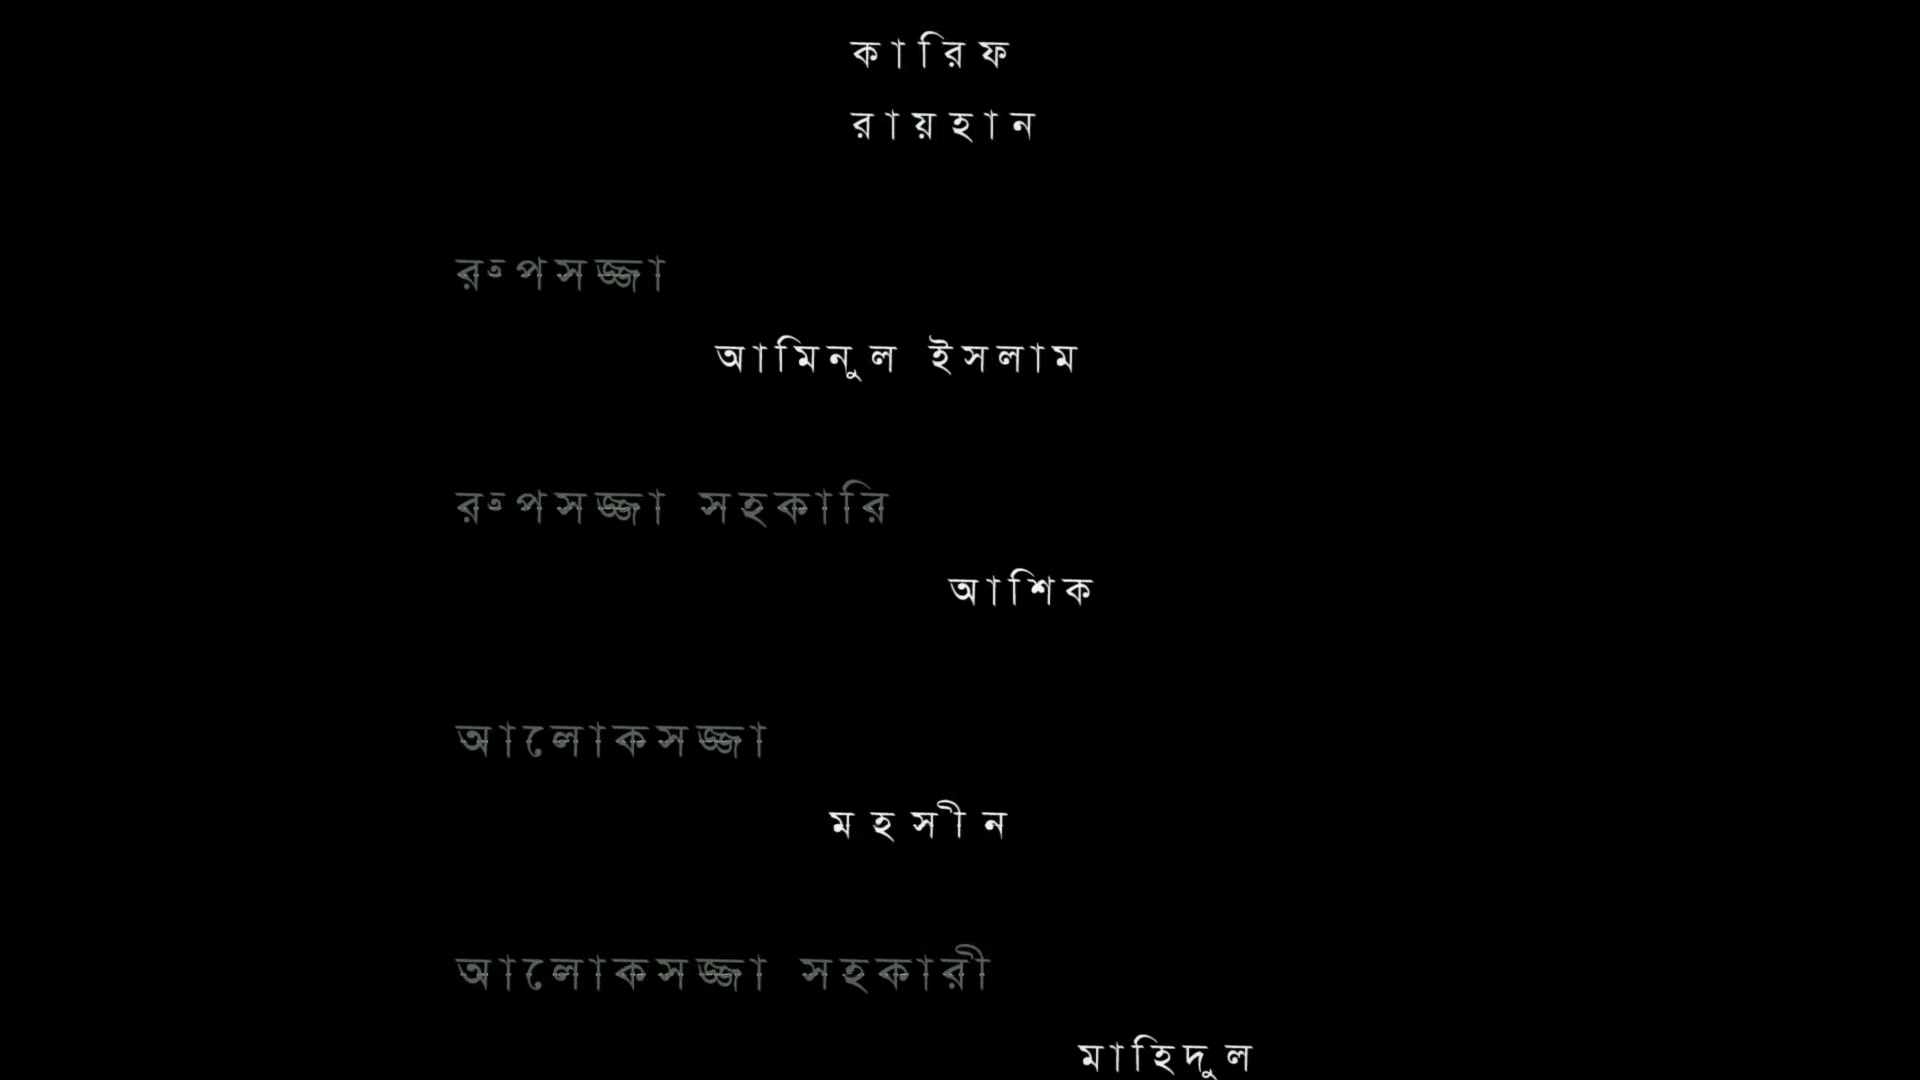 কারিফ
রায়হান
রুপসজ্জা
আমিনুল ইসলাম
রুপসজ্জা সহকারি
আশিক
আলোকসজ্জা
মহসীন
আলোকসজ্জা সহকারী
মাহিদুল